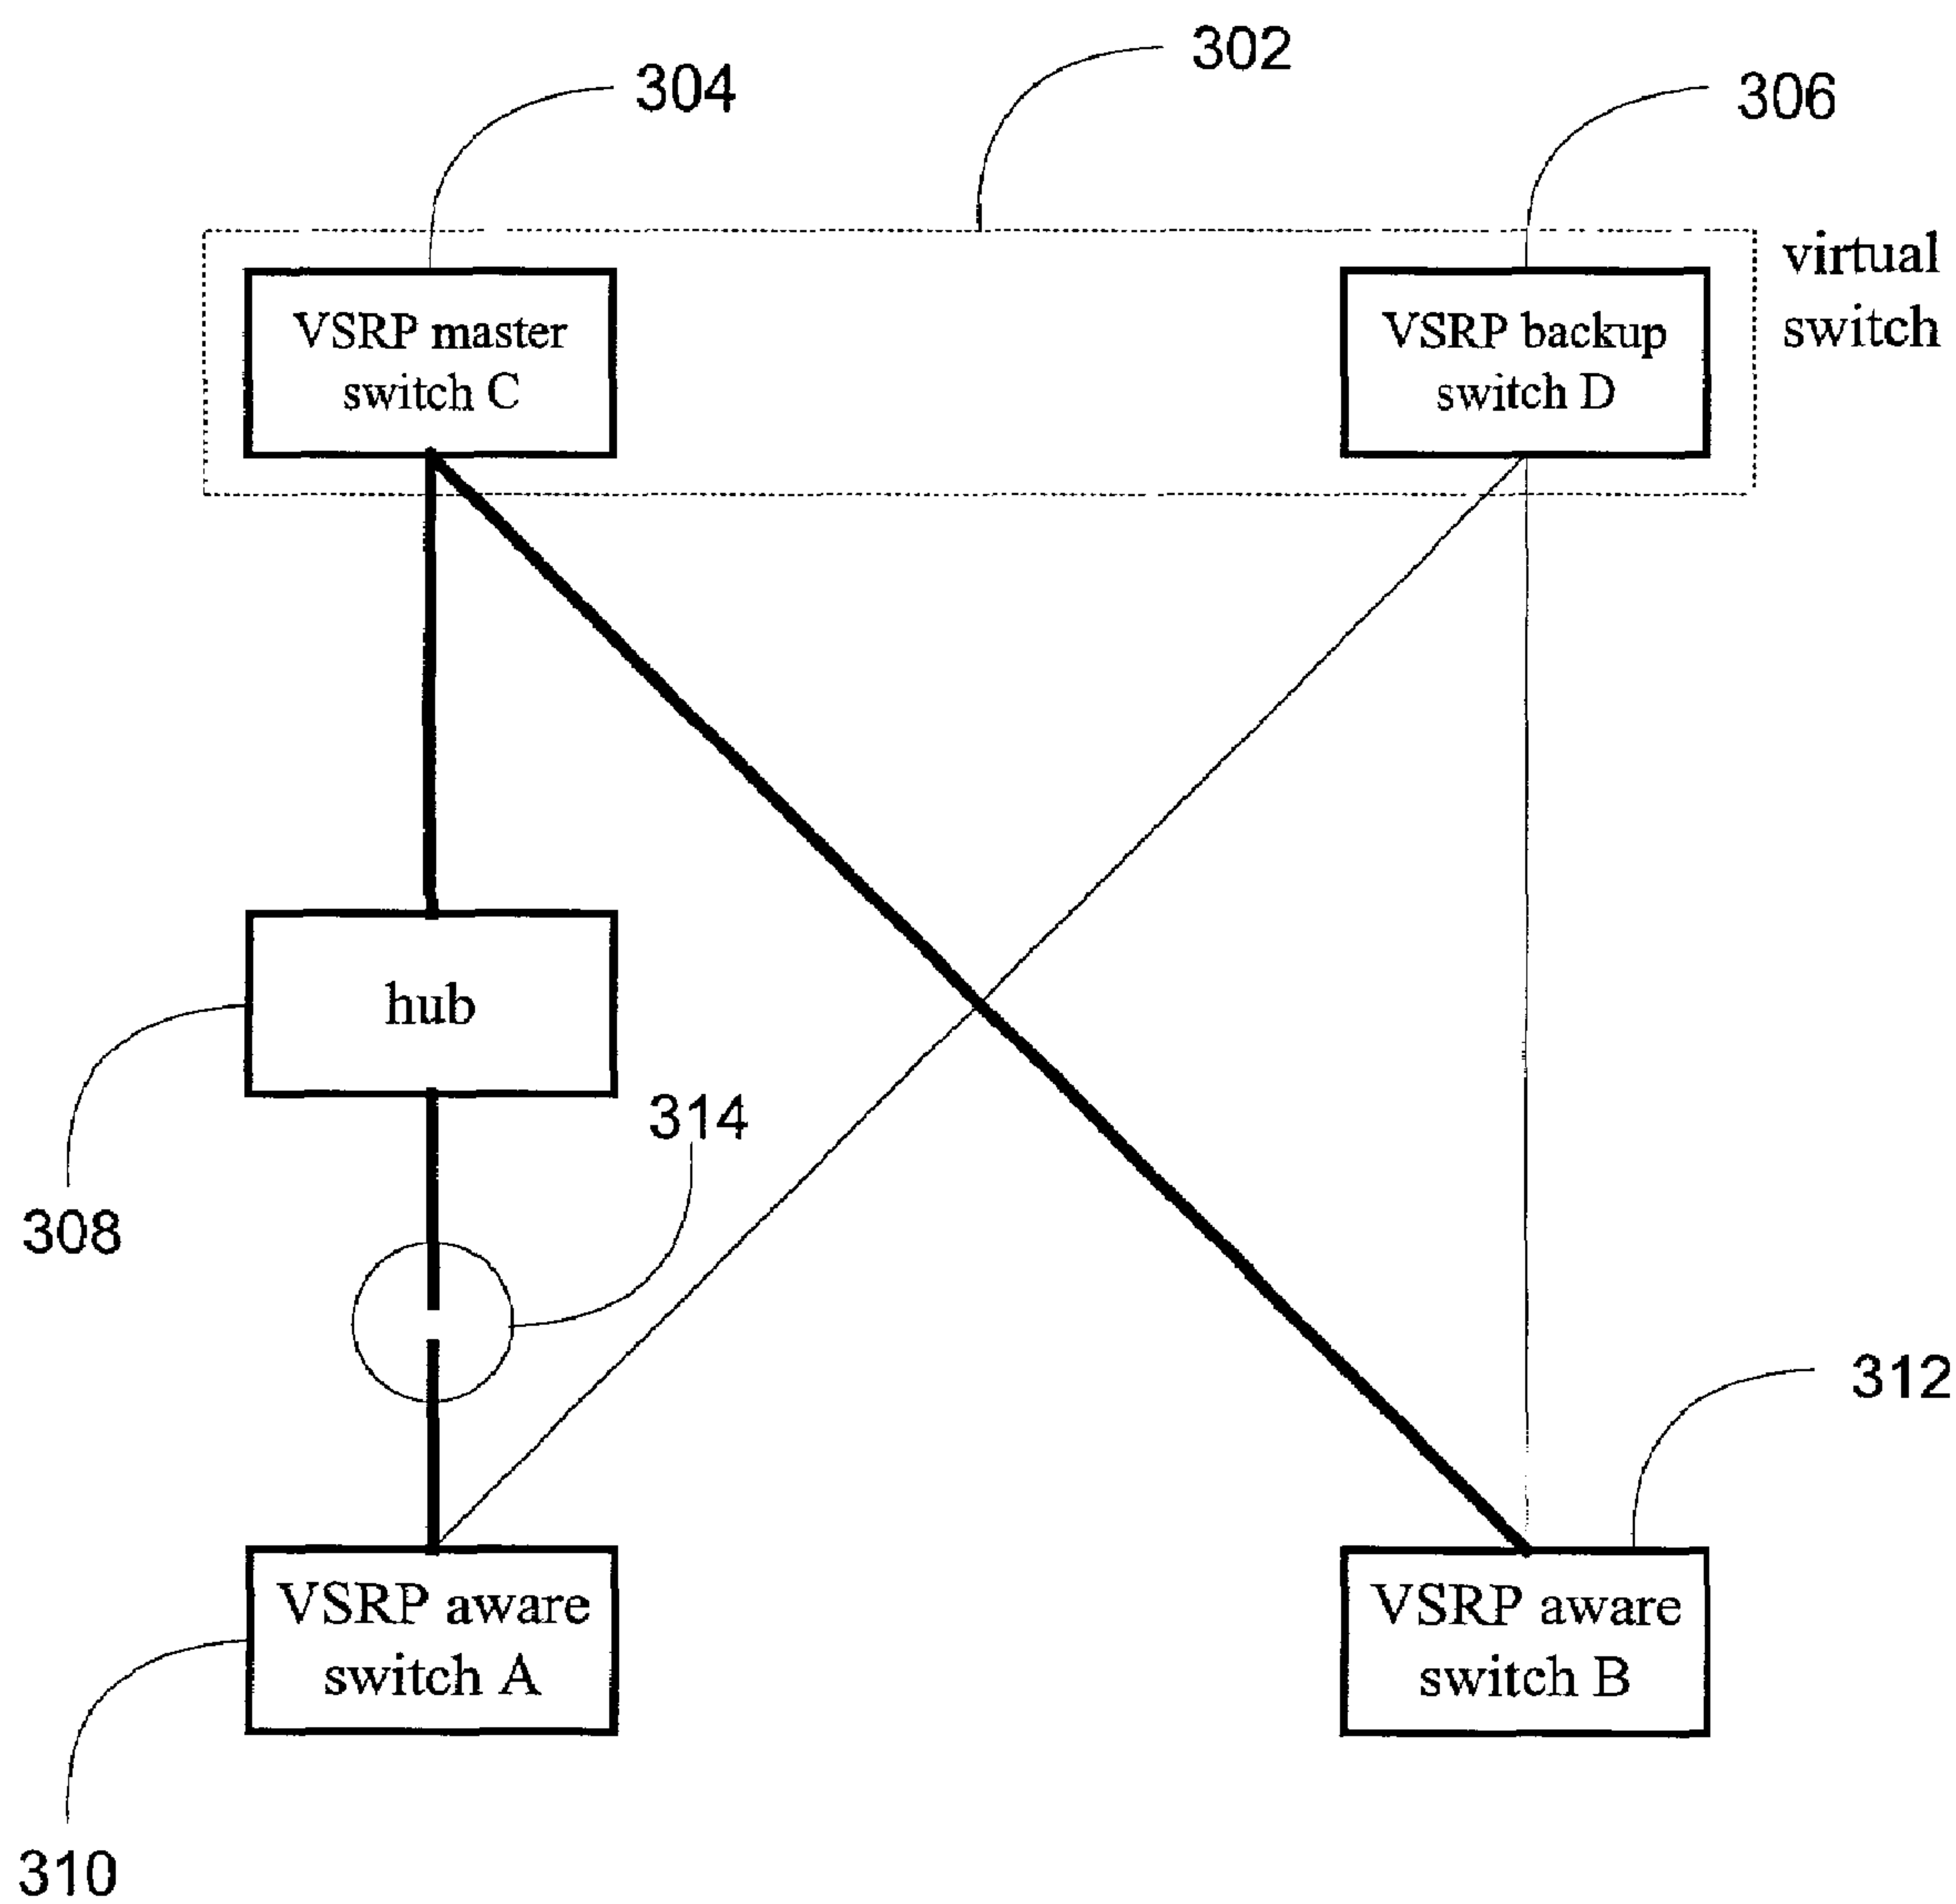 302
304
306
virtual
switch
VSRP master
switch C
VSRP backup
switch D
hub
314
308
312
VSRP aware
switch A
VSRP aware
switch B
310